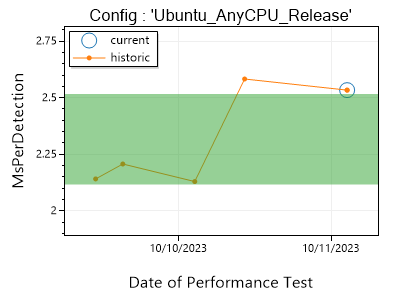 Config : 'Ubuntu_AnyCPU_Release'
current
historic
2.75
2.5
2.25
2
MsPerDetection
10/10/2023
10/11/2023
Date of Performance Test